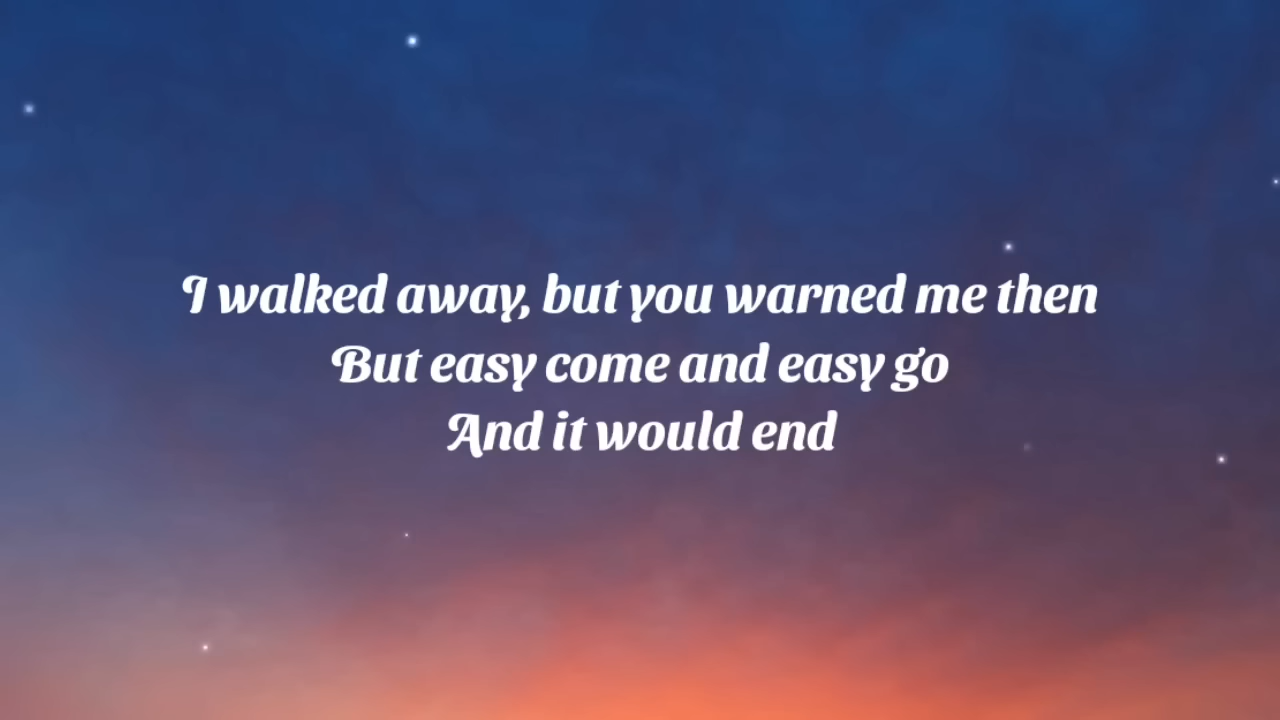 I walked away, but you warned me then
But easy come and easy go
And it would end